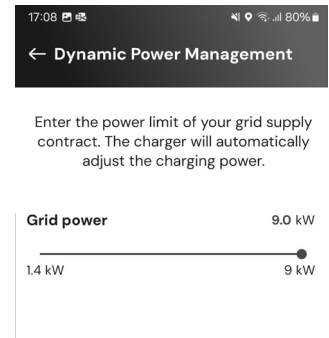 17:08 80%
← Dynamic Power Management
Enter the power limit of your grid supply
contract. The charger will automatically
adjust the charging power.
Grid power 9.0 kW
1.4 kW 9 kW